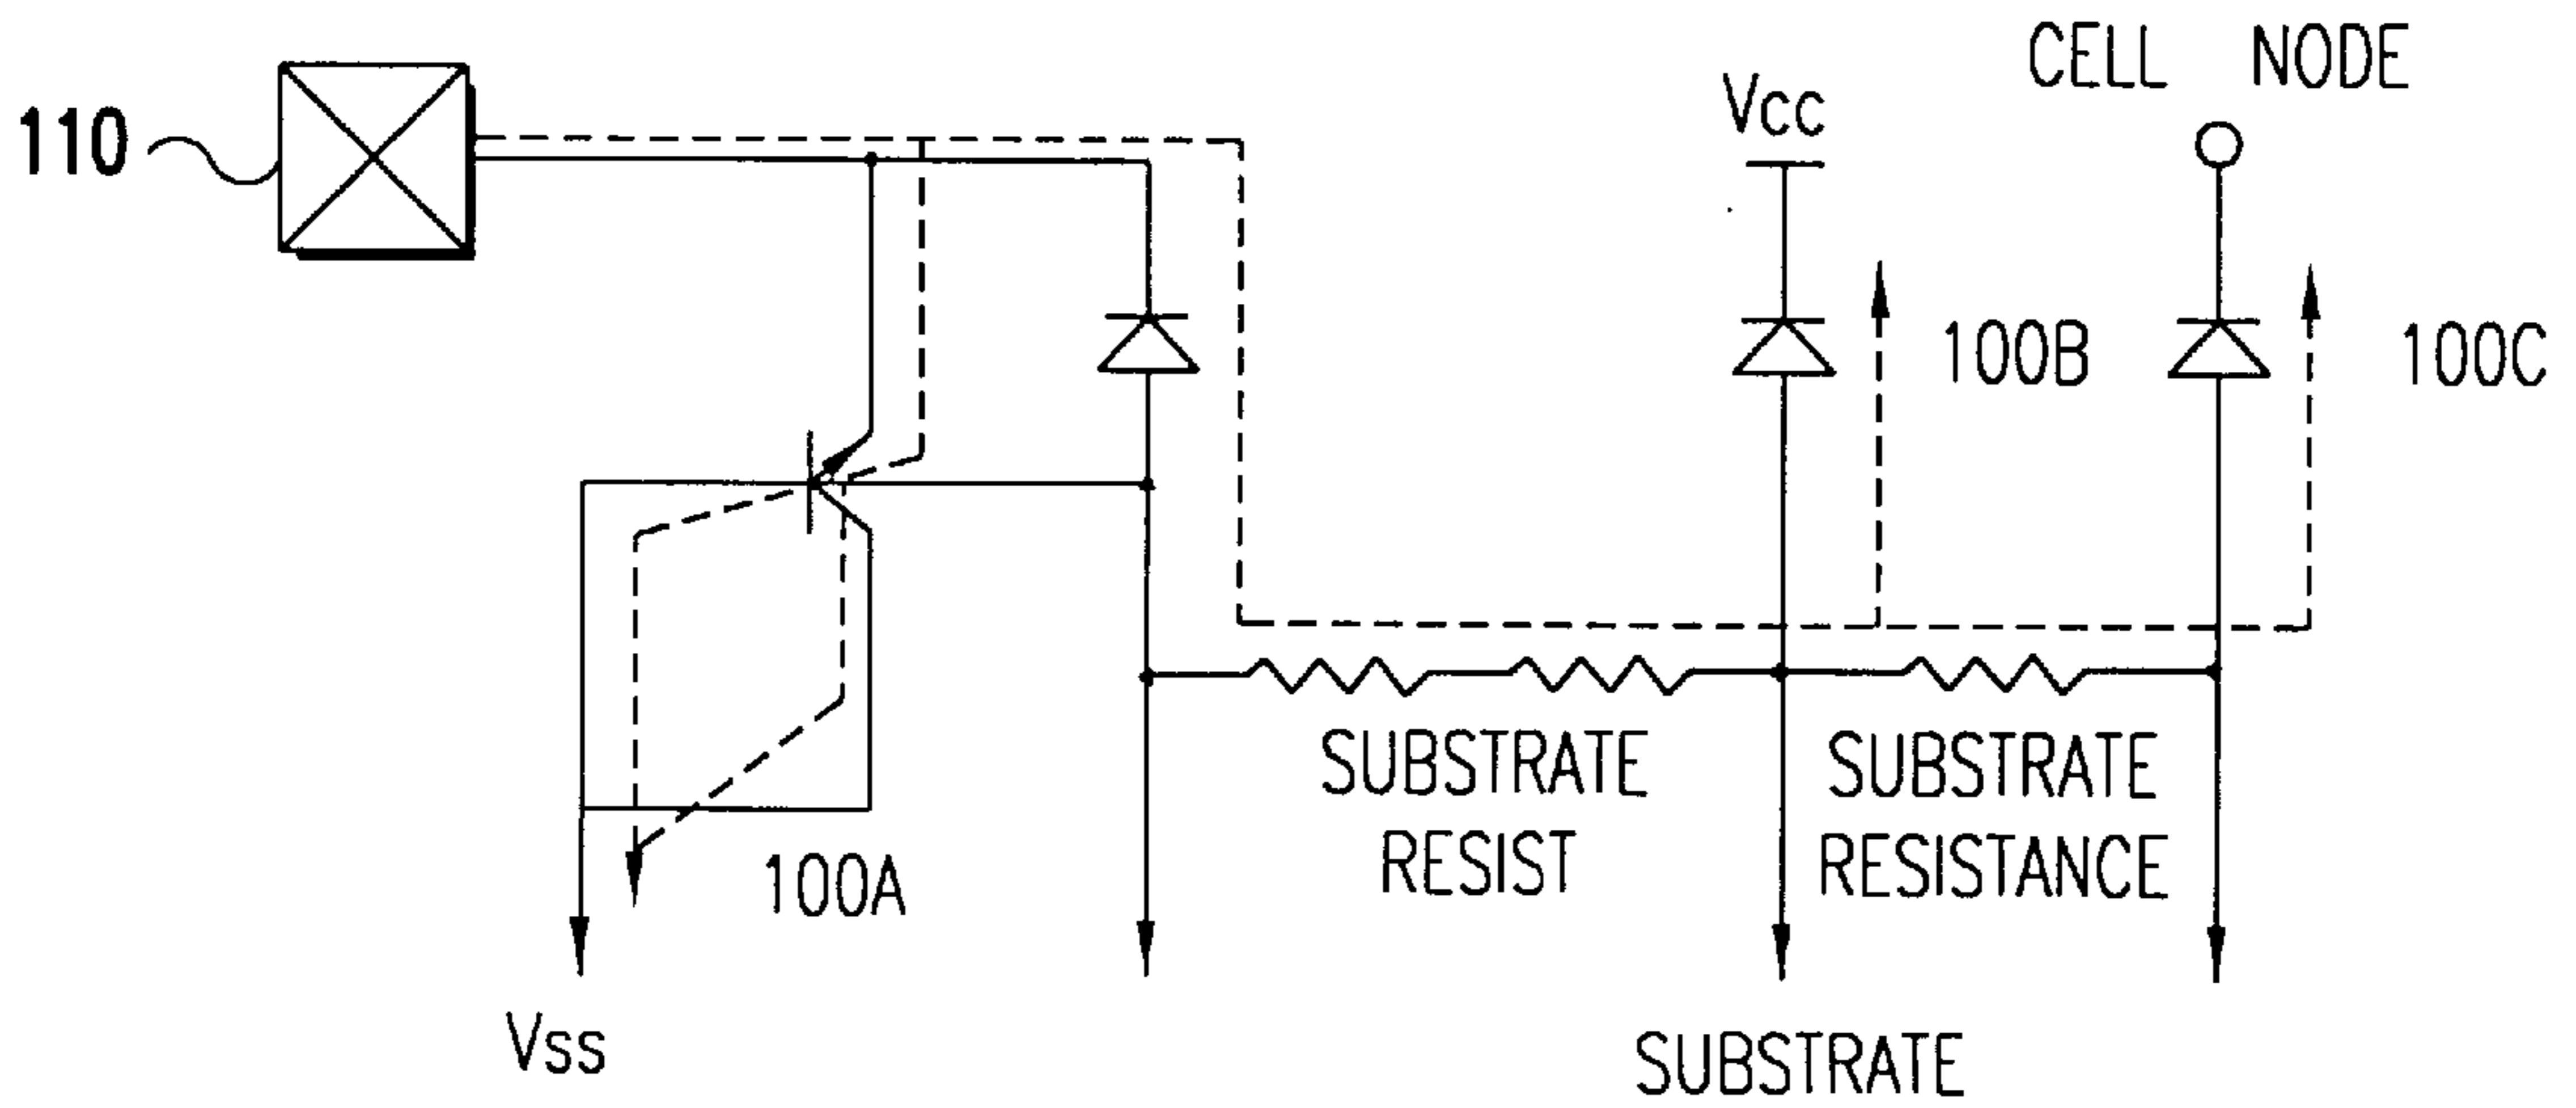 110
Vcc
CELL NODE
100B
100C
100A
SUBSTRATE
RESIST
SUBSTRATE
RESISTANCE
Vss
SUBSTRATE